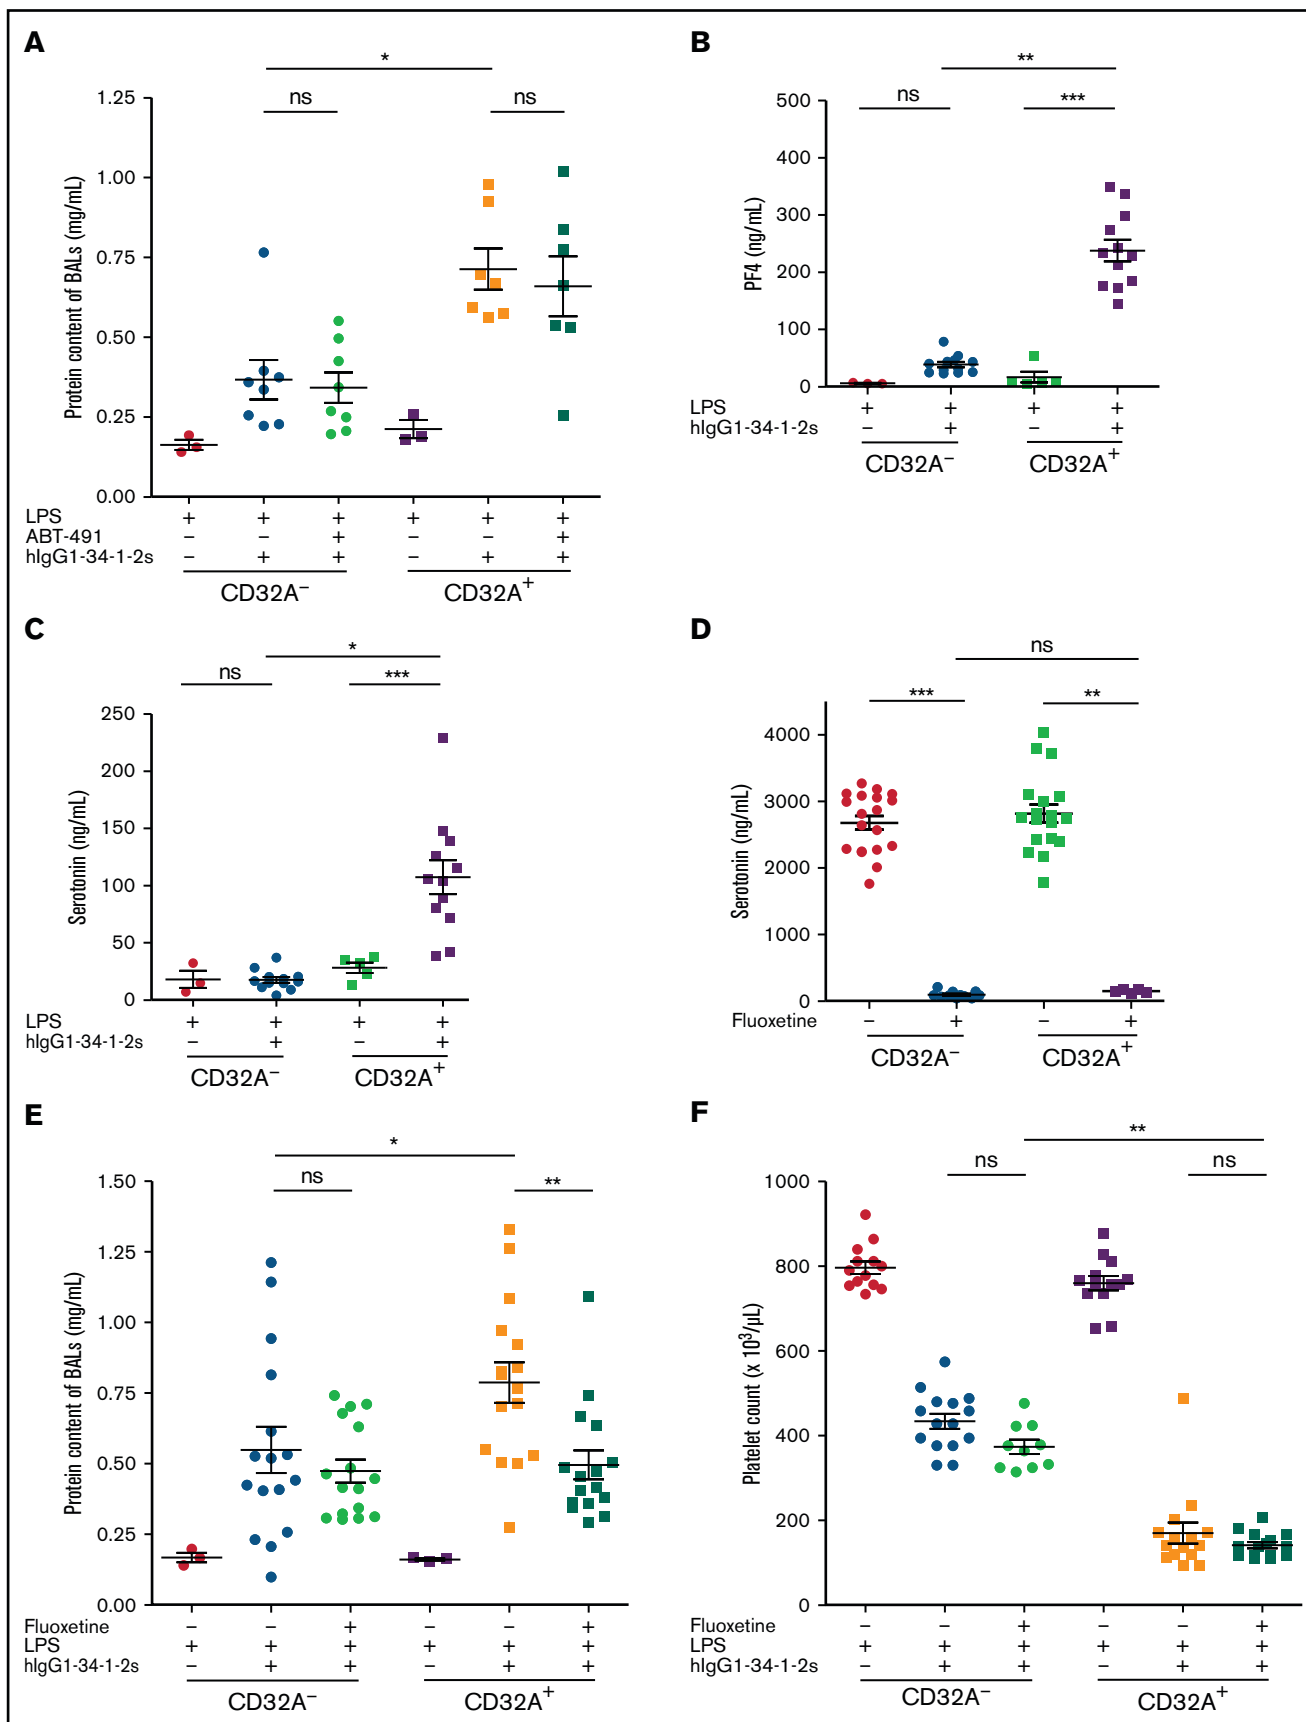 A
*
ns
ns
1.25
1.00
0.75
0.50
0.25
0.00
Protein content of BALs (mg/mL)
LPS + + + + + +
ABT-491 – – + – – +
hIgG1-34-1-2s – + + – + +
CD32A– CD32A+
B
**
ns
***
500
400
300
200
100
0
PF4 (ng/mL)
LPS + + + +
hIgG1-34-1-2s – + – +
CD32A– CD32A+
C
*
ns
***
250
200
150
100
50
0
Serotonin (ng/mL)
LPS + + + +
hIgG1-34-1-2s – + – +
CD32A– CD32A+
D
ns
***
**
4000
3000
2000
1000
0
Serotonin (ng/mL)
Fluoxetine – + – +
CD32A– CD32A+
E
*
ns
**
1.50
1.25
1.00
0.75
0.50
0.25
0.00
Protein content of BALs (mg/mL)
Fluoxetine – – + – – +
LPS + + + + + +
hIgG1-34-1-2s – + + – + +
CD32A– CD32A+
F
**
ns
ns
1000
800
600
400
200
0
Platelet count (x 10³/µL)
Fluoxetine – – + – – +
LPS + + + + + +
hIgG1-34-1-2s – + + – + +
CD32A– CD32A+